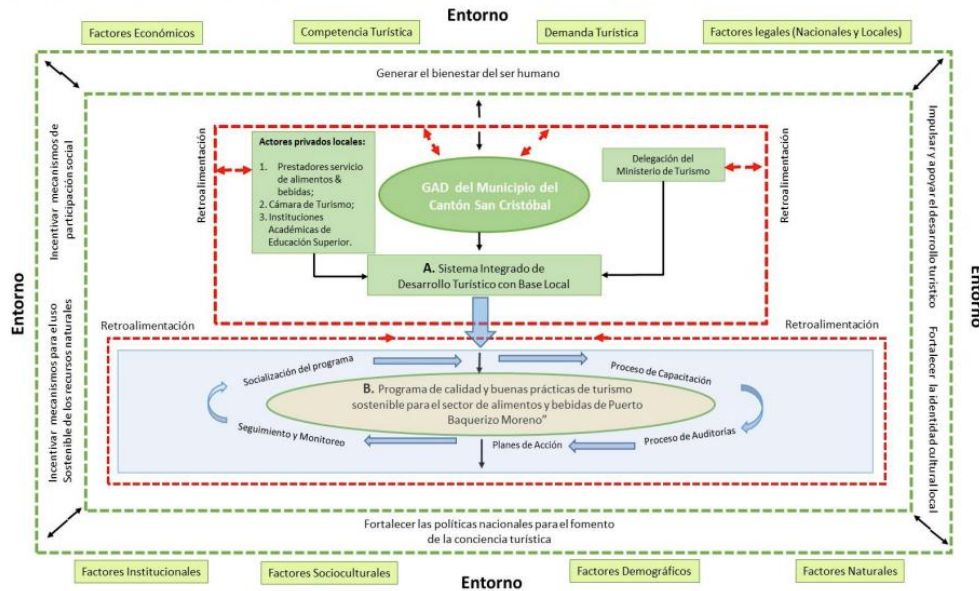 Entorno
Factores Económicos
Competencia Turística
Demanda Turística
Factores legales (Nacionales y Locales)
Generar el bienestar del ser humano
Incentivar mecanismos de
participación social
Retroalimentación
Actores privados locales:
1. Prestadores servicio
de alimentos &
bebidas;
2. Cámara de Turismo;
3. Instituciones
Académicas de
Educación Superior.
GAD del Municipio del
Cantón San Cristóbal
Delegación del
Ministerio de Turismo
Retroalimentación
Impulsar y apoyar el desarrollo turístico
A. Sistema Integrado de
Desarrollo Turístico con Base Local
Entorno
Entorno
Incentivar mecanismos para el uso
Sostenible de los recursos naturales
Retroalimentación
Retroalimentación
Fortalecer la identidad cultural local
Socialización del programa
Proceso de Capacitación
B. Programa de calidad y buenas prácticas de turismo
sostenible para el sector de alimentos y bebidas de Puerto
Baquerizo Moreno”
Seguimiento y Monitoreo
Planes de Acción
Proceso de Auditorías
Fortalecer las políticas nacionales para el fomento
de la conciencia turística
Factores Institucionales
Factores Socioculturales
Entorno
Factores Demográficos
Factores Naturales